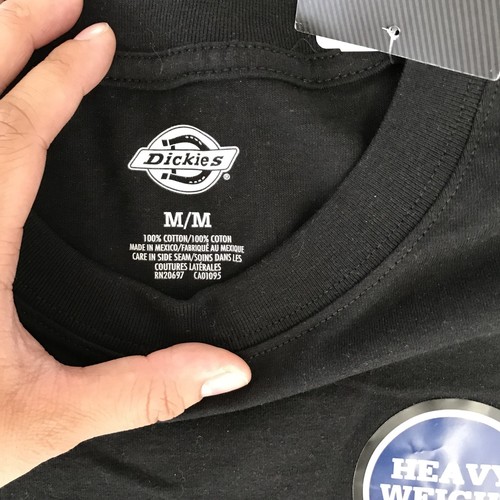 Dickies
M/M
100% COTTON/100% COTON
MADE IN MEXICO/FABRIQUÉ AU MEXIQUE
CARE IN SIDE SEAM/SOINS DANS LES
COUTURES LATÉRALES
RN20697 CA01095
HEAVY
WEIGHT